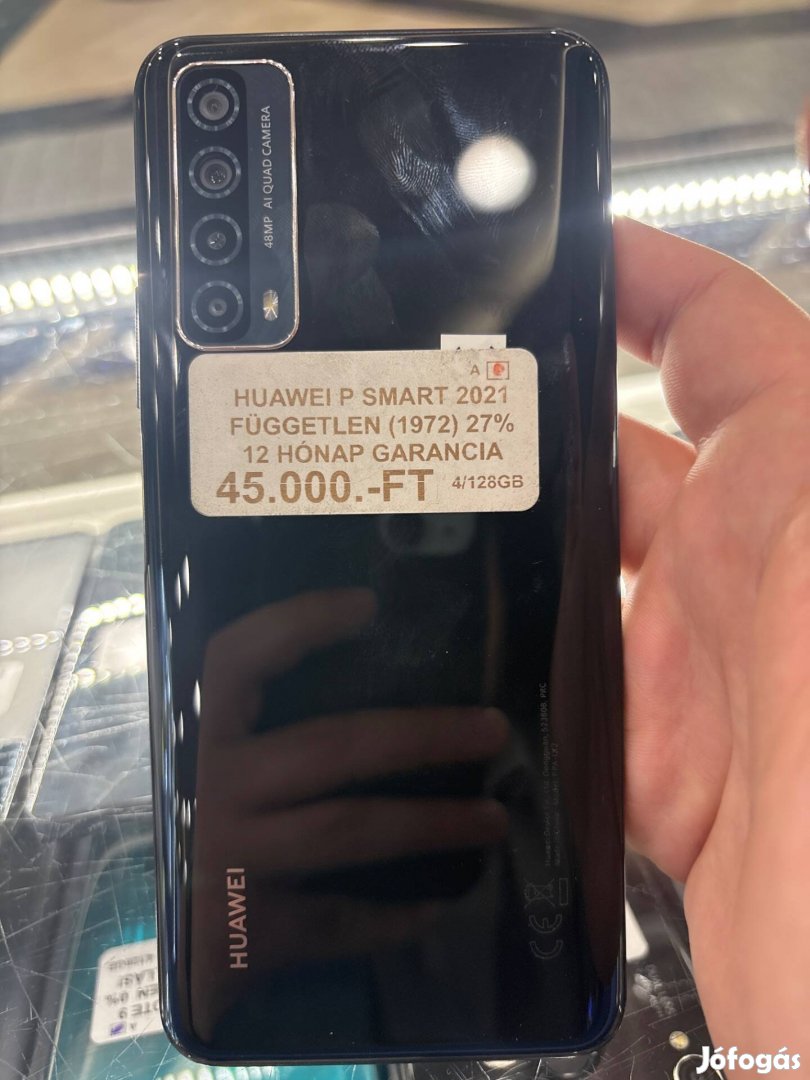 48MP AI QUAD CAMERA
A
HUAWEI P SMART 2021
FÜGGETLEN (1972) 27%
12 HÓNAP GARANCIA
45.000.-FT 4/128GB
HUAWEI
CE
Jófogás